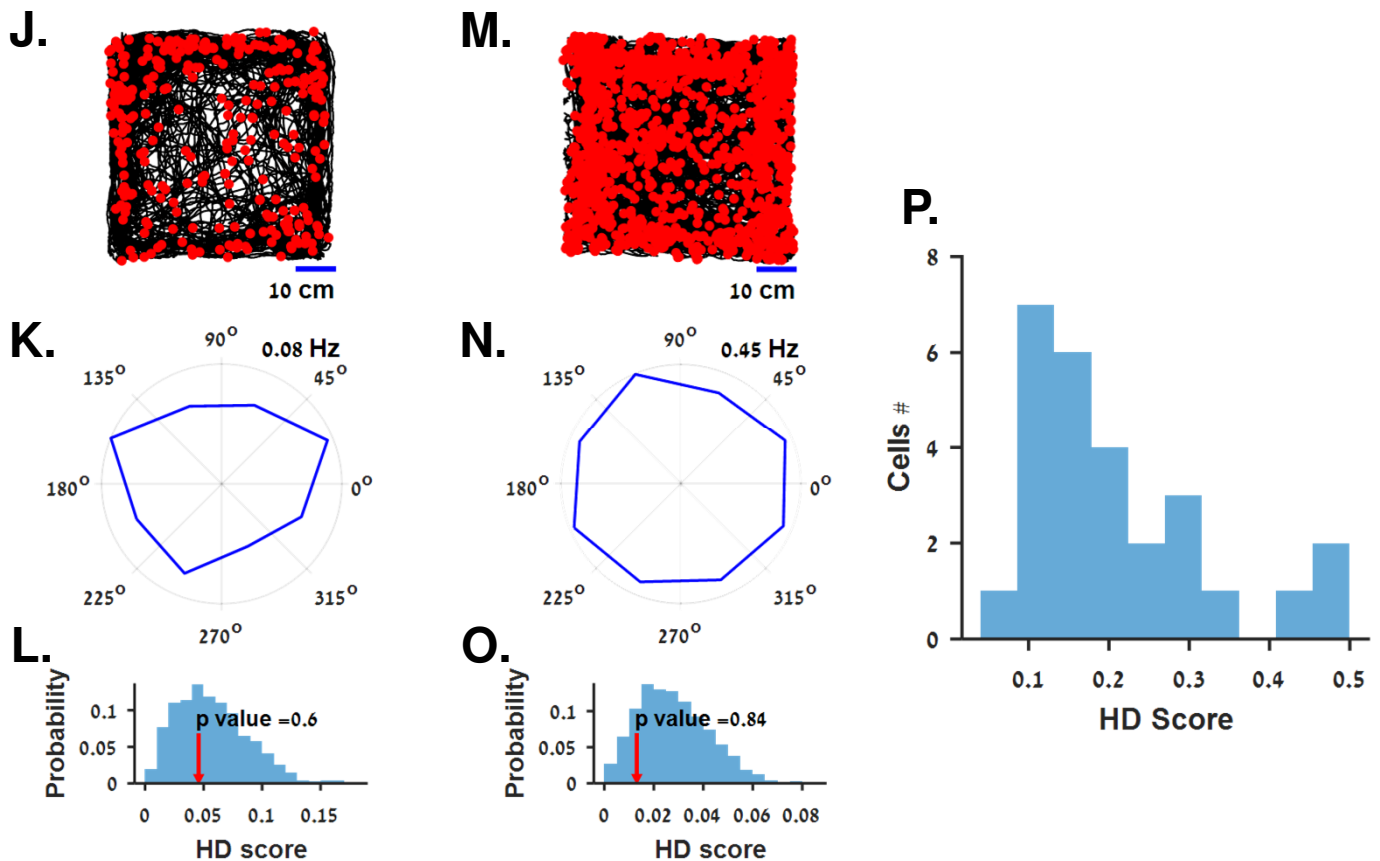 J.
10 cm
M.
10 cm
K.
0.08 Hz
90°
45°
135°
0°
180°
225°
315°
270°
N.
0.45 Hz
90°
45°
135°
0°
180°
225°
315°
270°
L.
Probability
0.1
0.05
0
p value =0.6
0 0.05 0.1 0.15
HD score
O.
Probability
0.1
0.05
0
p value =0.84
0 0.02 0.04 0.06 0.08
HD score
P.
Cells #
8
6
4
2
0
0.1 0.2 0.3 0.4 0.5
HD Score